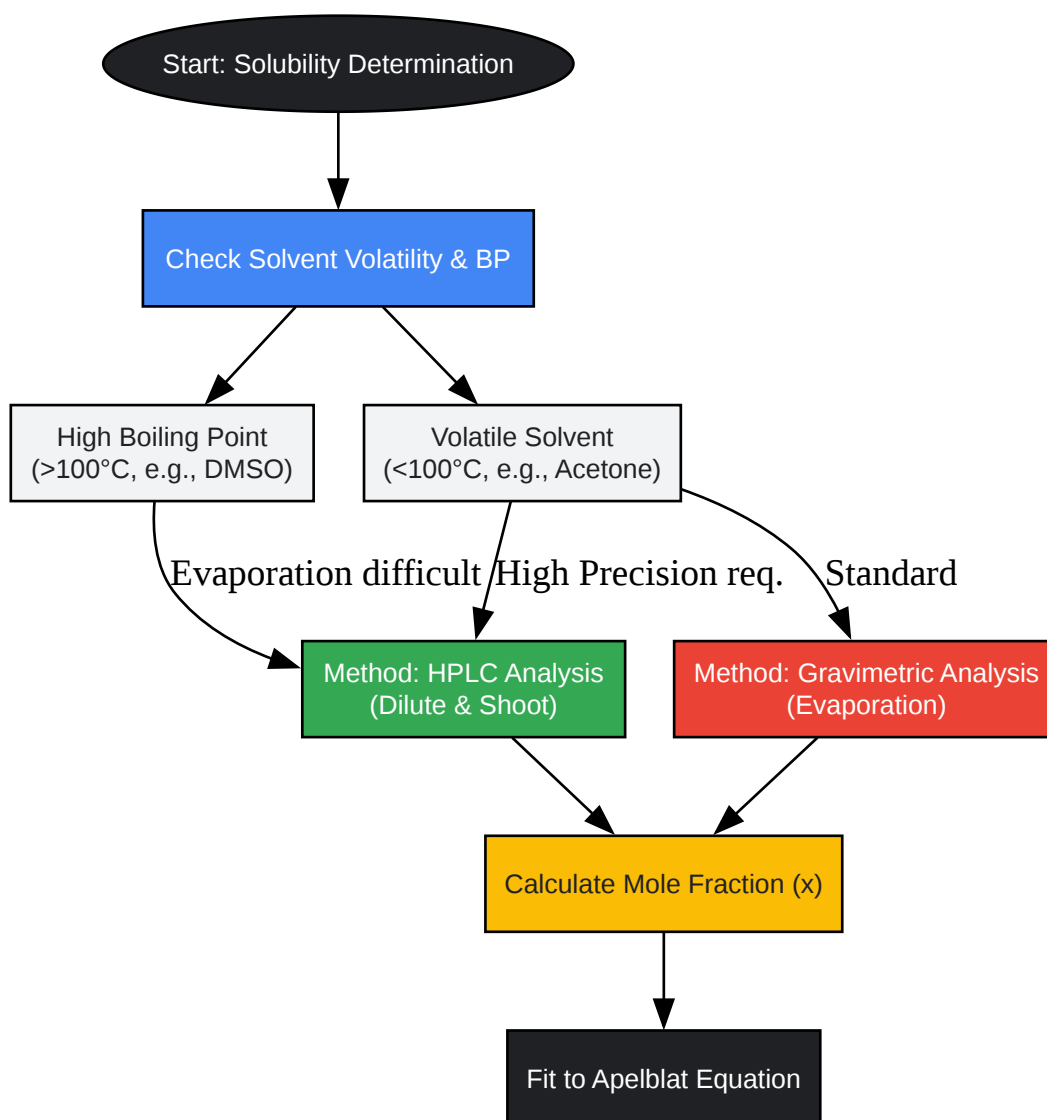 Start: Solubility Determination
Check Solvent Volatility & BP
High Boiling Point
(>100°C, e.g., DMSO)
Volatile Solvent
(<100°C, e.g., Acetone)
Evaporation difficult
High Precision req.
Standard
Method: HPLC Analysis
(Dilute & Shoot)
Method: Gravimetric Analysis
(Evaporation)
Calculate Mole Fraction (x)
Fit to Apelblat Equation